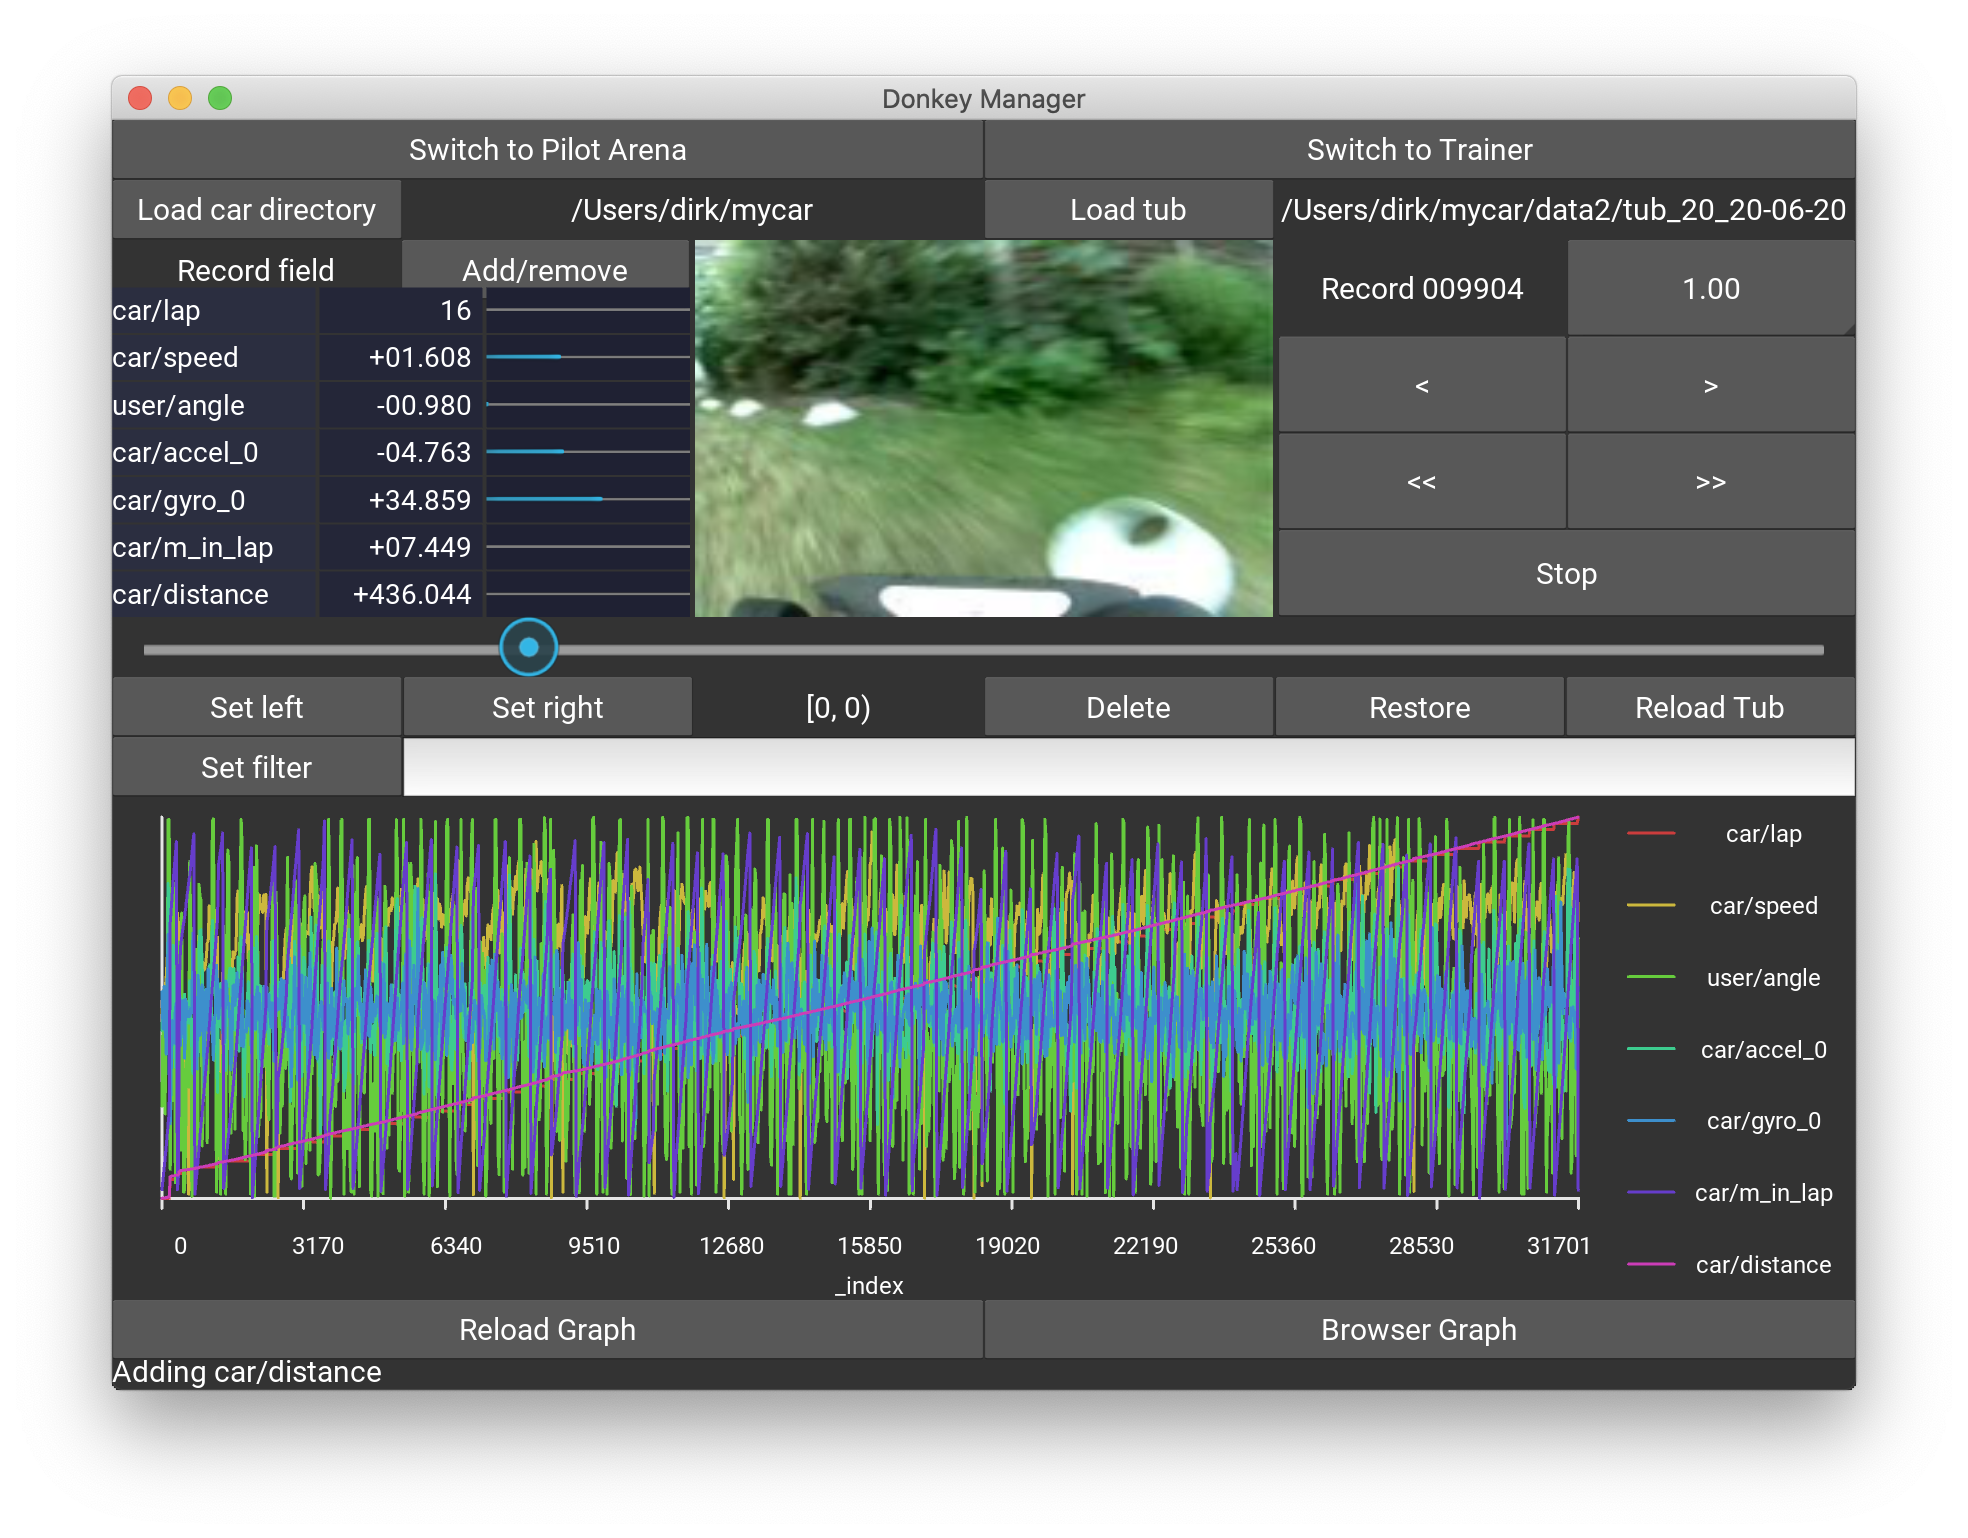 Donkey Manager
Switch to Pilot Arena Switch to Trainer
Load car directory /Users/dirk/mycar Load tub /Users/dirk/mycar/data2/tub_20_20-06-20
Record field Add/remove
Record 009904 1.00
car/lap 16
car/speed +01.608
user/angle -00.980
< >
car/accel_0 -04.763
car/gyro_0 +34.859
<< >>
car/m_in_lap +07.449
car/distance +436.044
Stop
Set left Set right [0, 0) Delete Restore Reload Tub
Set filter
car/lap
car/speed
user/angle
car/accel_0
car/gyro_0
car/m_in_lap
car/distance
0 3170 6340 9510 12680 15850 19020 22190 25360 28530 31701
_index
Reload Graph Browser Graph
Adding car/distance